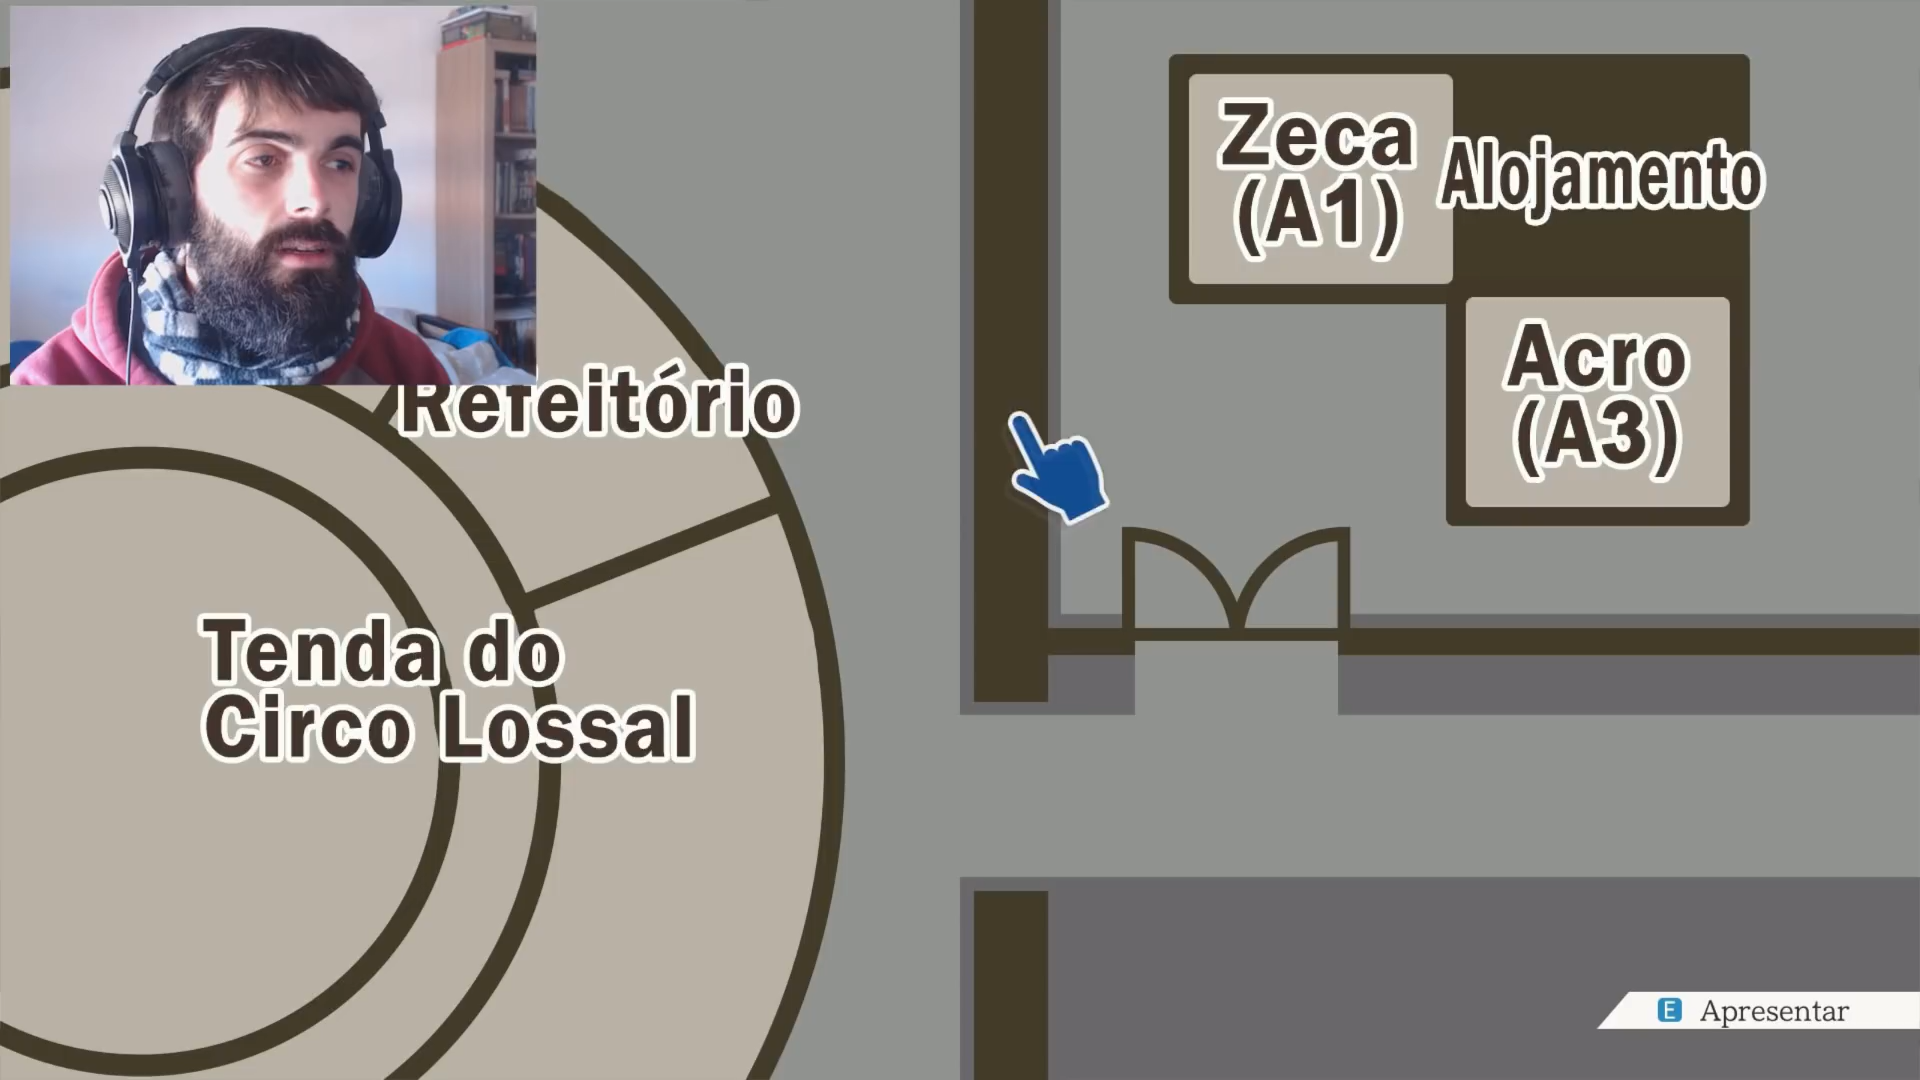 Zeca
(A1)
Alojamento
Acro
(A3)
Refeitório
Tenda do
Circo Lossal
E Apresentar